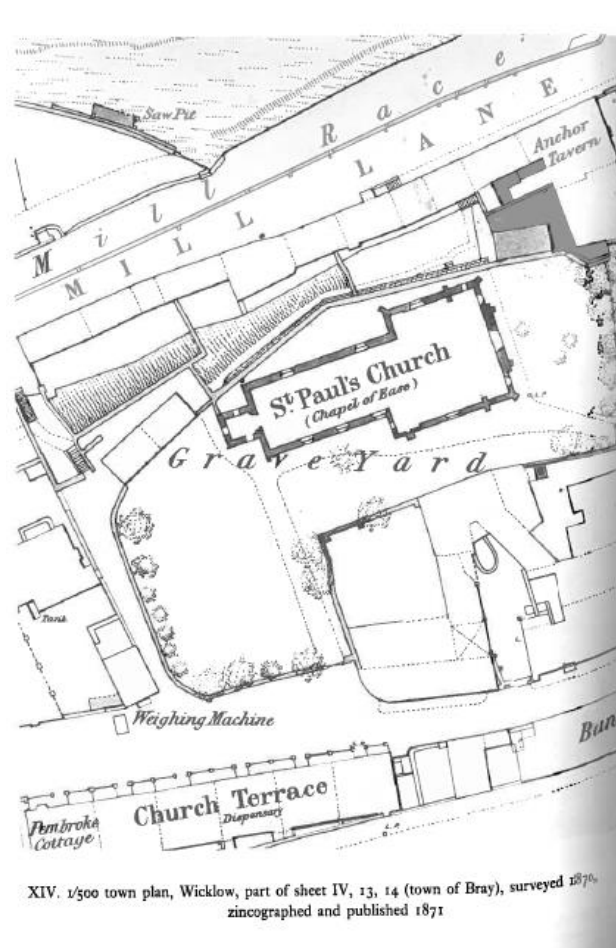 Saw Pit
Mill Race
MILL LANE
Anchor
Tavern
St Paul's Church
(Chapel of Ease)
L.P.
Grave Yard
Tank
Weighing Machine
Ban
Church Terrace
Dispensary
Pembroke
Cottage
L.P.
XIV. 1/500 town plan, Wicklow, part of sheet IV, 13, 14 (town of Bray), surveyed 1870,
zincographed and published 1871